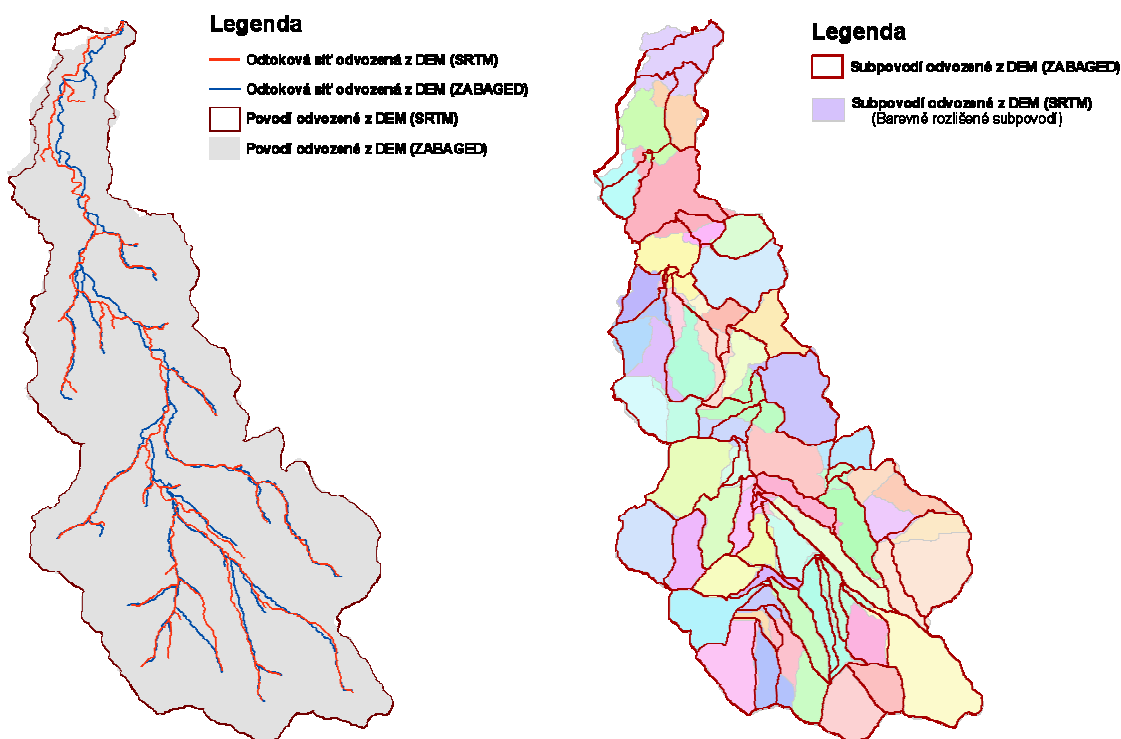 Legenda
Odtoková síť odvozená z DEM (SRTM)
Odtoková síť odvozená z DEM (ZABAGED)
Povodí odvozené z DEM (SRTM)
Povodí odvozené z DEM (ZABAGED)
Legenda
Subpovodí odvozené z DEM (ZABAGED)
Subpovodí odvozené z DEM (SRTM)
(Barevně rozlišené subpovodí)